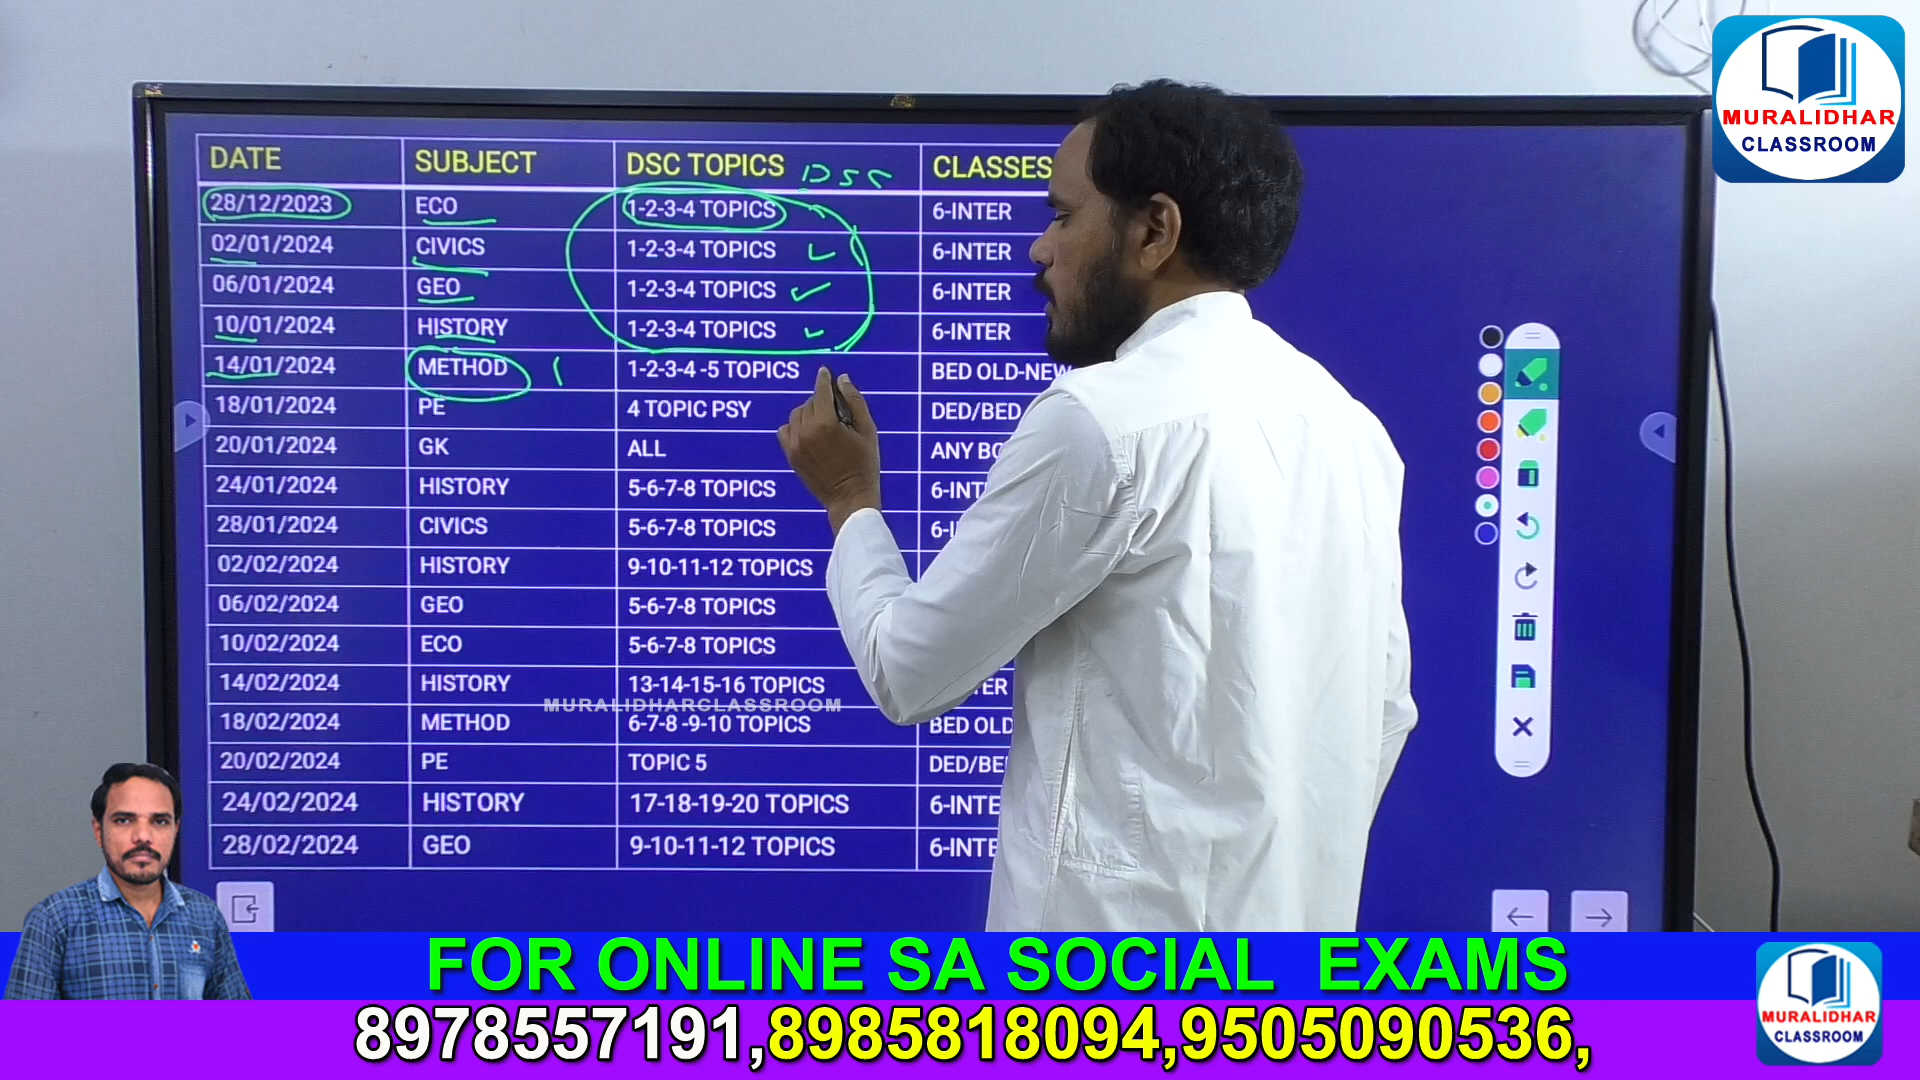 MURALIDHAR
CLASSROOM
DATE SUBJECT DSC TOPICS DSC CLASSES
28/12/2023 ECO 1-2-3-4 TOPICS 6-INTER
02/01/2024 CIVICS 1-2-3-4 TOPICS 6-INTER
06/01/2024 GEO 1-2-3-4 TOPICS 6-INTER
10/01/2024 HISTORY 1-2-3-4 TOPICS 6-INTER
14/01/2024 METHOD 1-2-3-4 -5 TOPICS BED OLD-NEW
18/01/2024 PE 4 TOPIC PSY DED/BED
20/01/2024 GK ALL ANY
24/01/2024 HISTORY 5-6-7-8 TOPICS
28/01/2024 CIVICS 5-6-7-8 TOPICS
02/02/2024 HISTORY 9-10-11-12 TOPICS
06/02/2024 GEO 5-6-7-8 TOPICS
10/02/2024 ECO 5-6-7-8 TOPICS
14/02/2024 HISTORY 13-14-15-16 TOPICS
MURALIDHARCLASSROOM
18/02/2024 METHOD 6-7-8 -9-10 TOPICS BED OLD
20/02/2024 PE TOPIC 5
24/02/2024 HISTORY 17-18-19-20 TOPICS
28/02/2024 GEO 9-10-11-12 TOPICS
FOR ONLINE SA SOCIAL EXAMS
8978557191,8985818094,9505090536,
MURALIDHAR
CLASSROOM